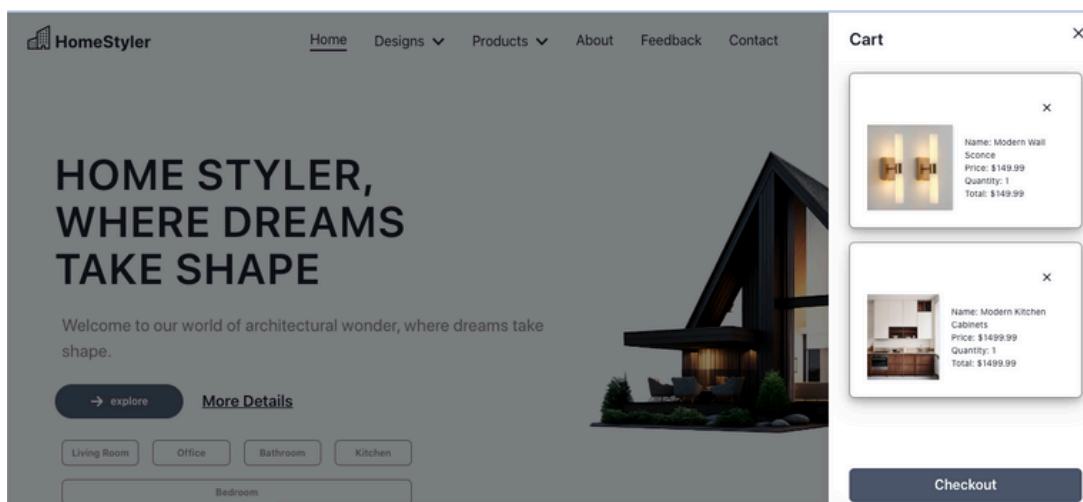 HomeStyler
Home
Designs
Products
About
Feedback
Contact
HOME STYLER,
WHERE DREAMS
TAKE SHAPE
Welcome to our world of architectural wonder, where dreams take
shape.
→ explore
More Details
Living Room
Office
Bathroom
Kitchen
Bedroom
Cart
×
×
Name: Modern Wall
Sconce
Price: $149.99
Quantity: 1
Total: $149.99
×
Name: Modern Kitchen
Cabinets
Price: $1499.99
Quantity: 1
Total: $1499.99
Checkout